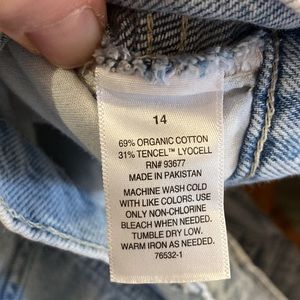 14
69% ORGANIC COTTON
31% TENCEL™ LYOCELL
RN# 93677
MADE IN PAKISTAN
MACHINE WASH COLD
WITH LIKE COLORS. USE
ONLY NON-CHLORINE
BLEACH WHEN NEEDED.
TUMBLE DRY LOW.
WARM IRON AS NEEDED.
76532-1